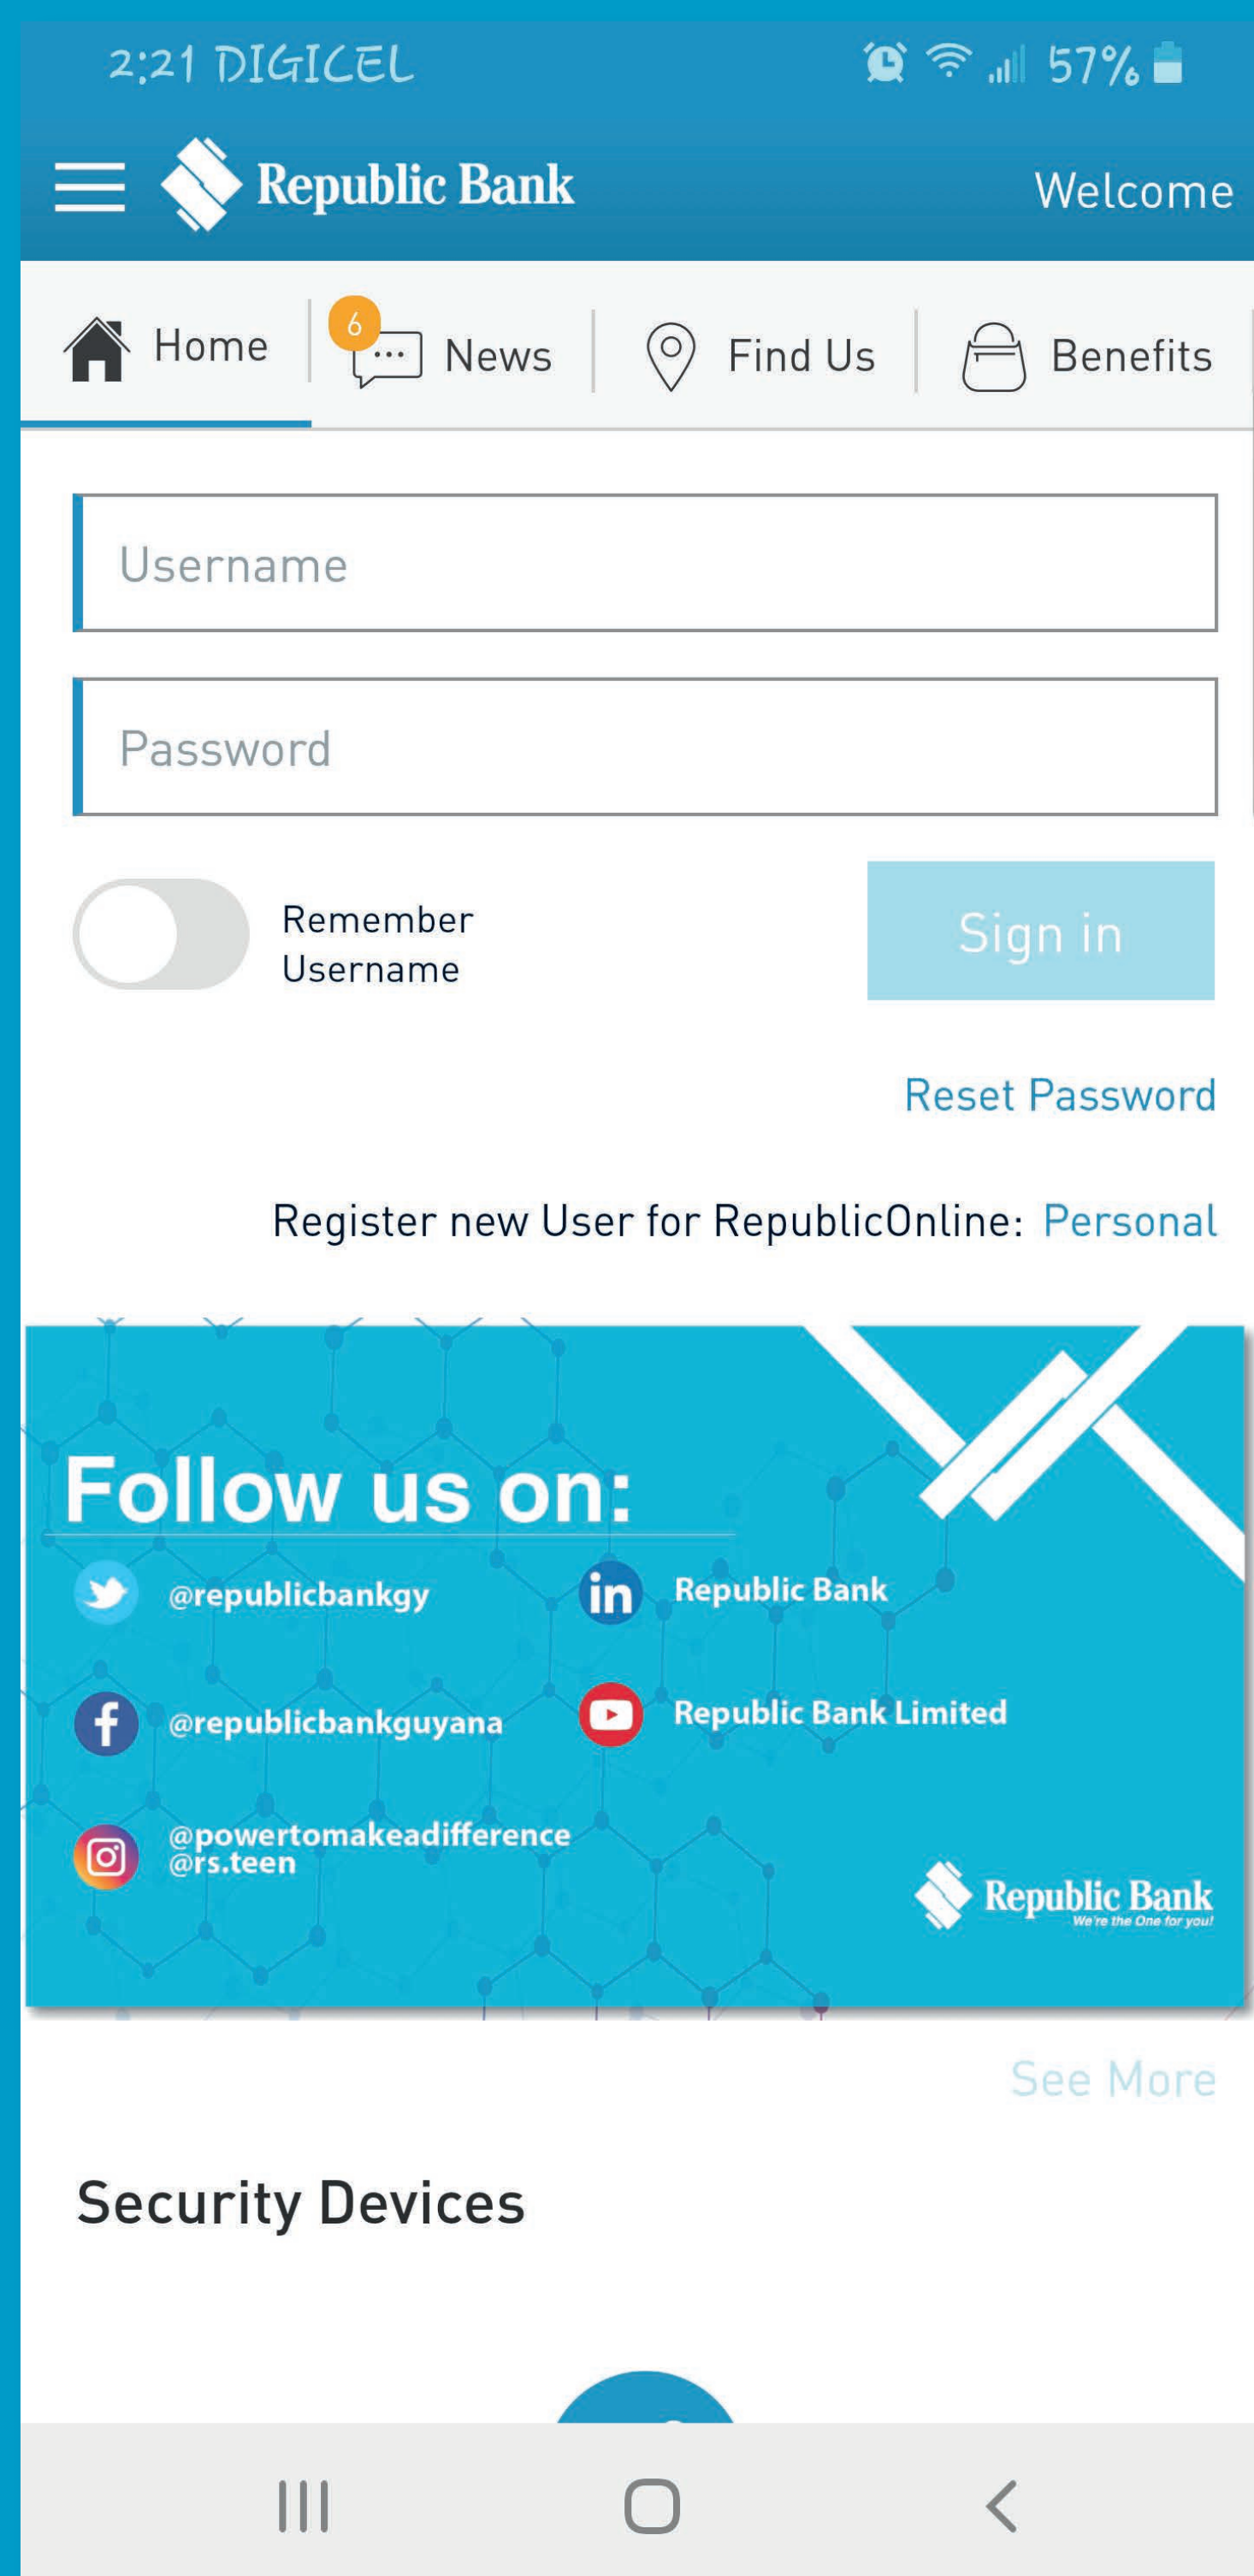 2:21 DIGICEL 57%
Republic Bank Welcome
Home 6 News Find Us Benefits
Username
Password
Remember
Username
Sign in
Reset Password
Register new User for RepublicOnline: Personal
Follow us on:
@republicbankgy
Republic Bank
@republicbankguyana
Republic Bank Limited
@powertomakeadifference
@rs.teen
Republic Bank
We're the One for you!
See More
Security Devices